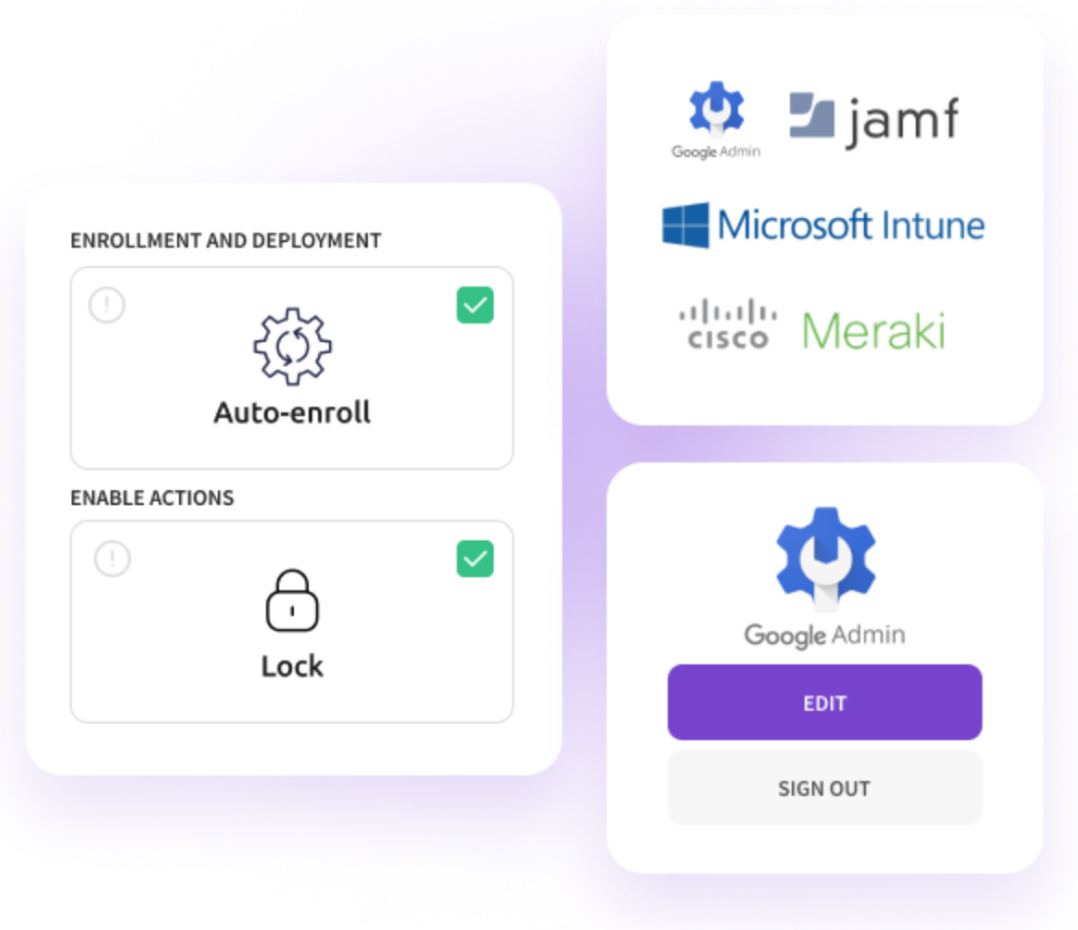 ENROLLMENT AND DEPLOYMENT
Auto-enroll
ENABLE ACTIONS
Lock
Google Admin
jamf
Microsoft Intune
CISCO Meraki
Google Admin
EDIT
SIGN OUT